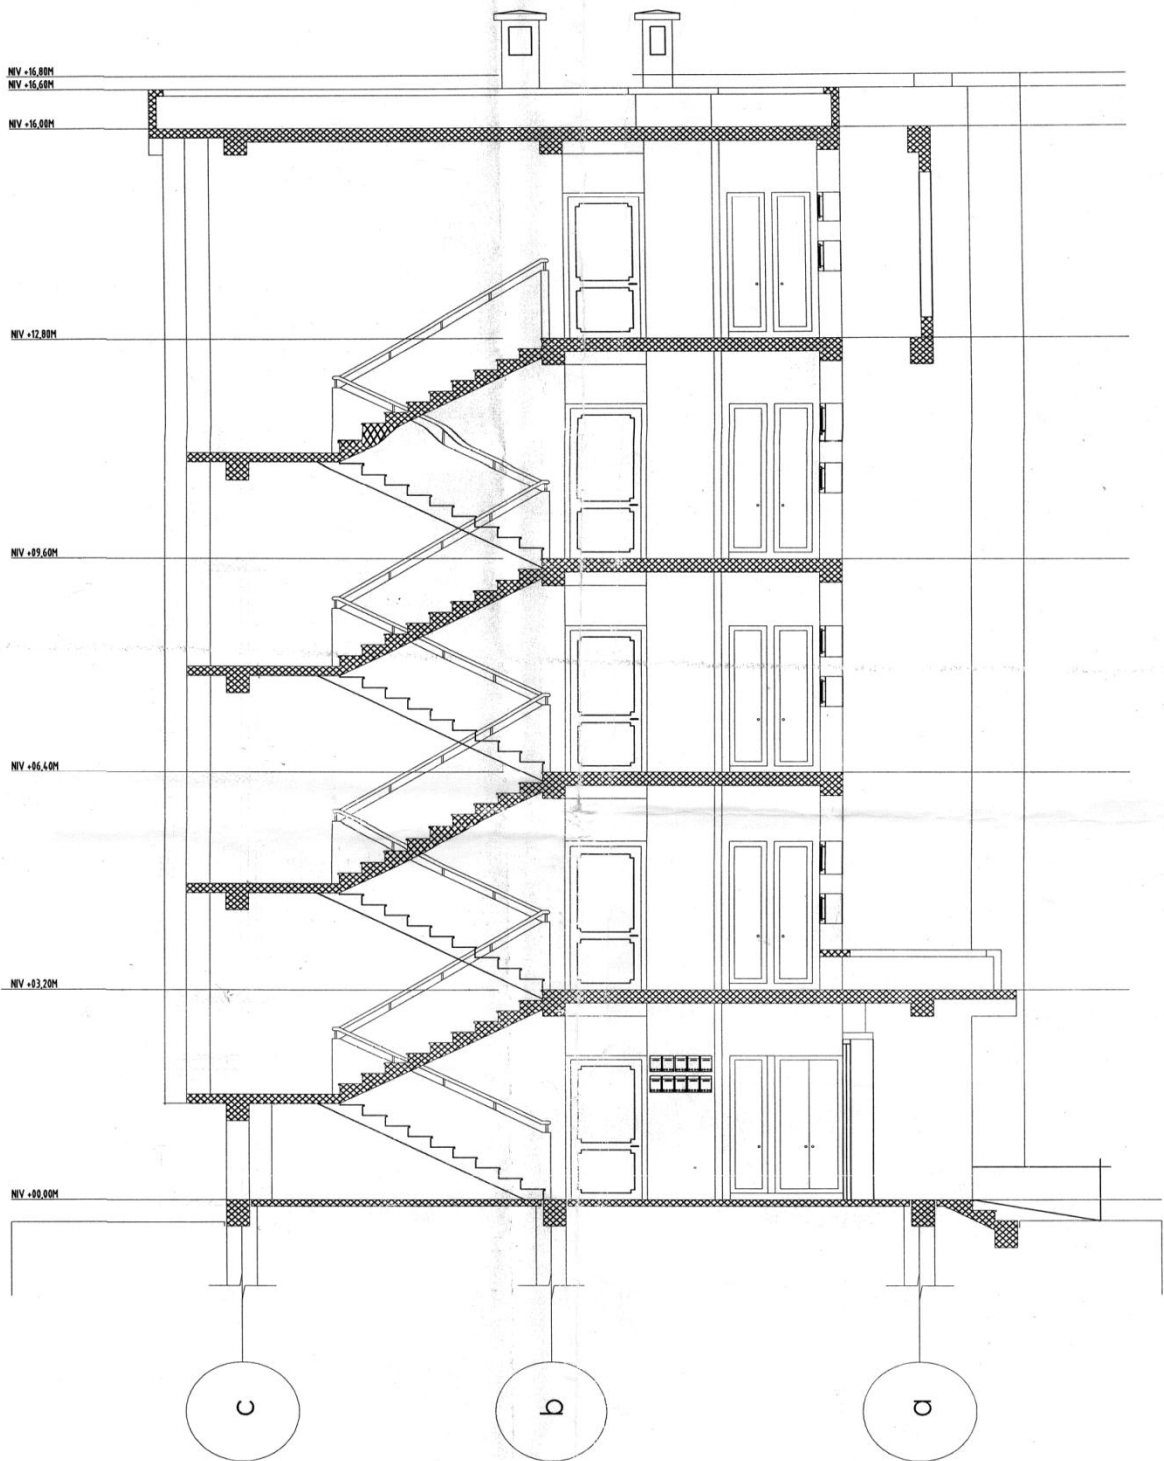 NIV +16,80M
NIV +16,60M
NIV +16,00M
NIV +12,80M
NIV +09,60M
NIV +06,40M
NIV +03,20M
NIV +00,00M
c
b
a